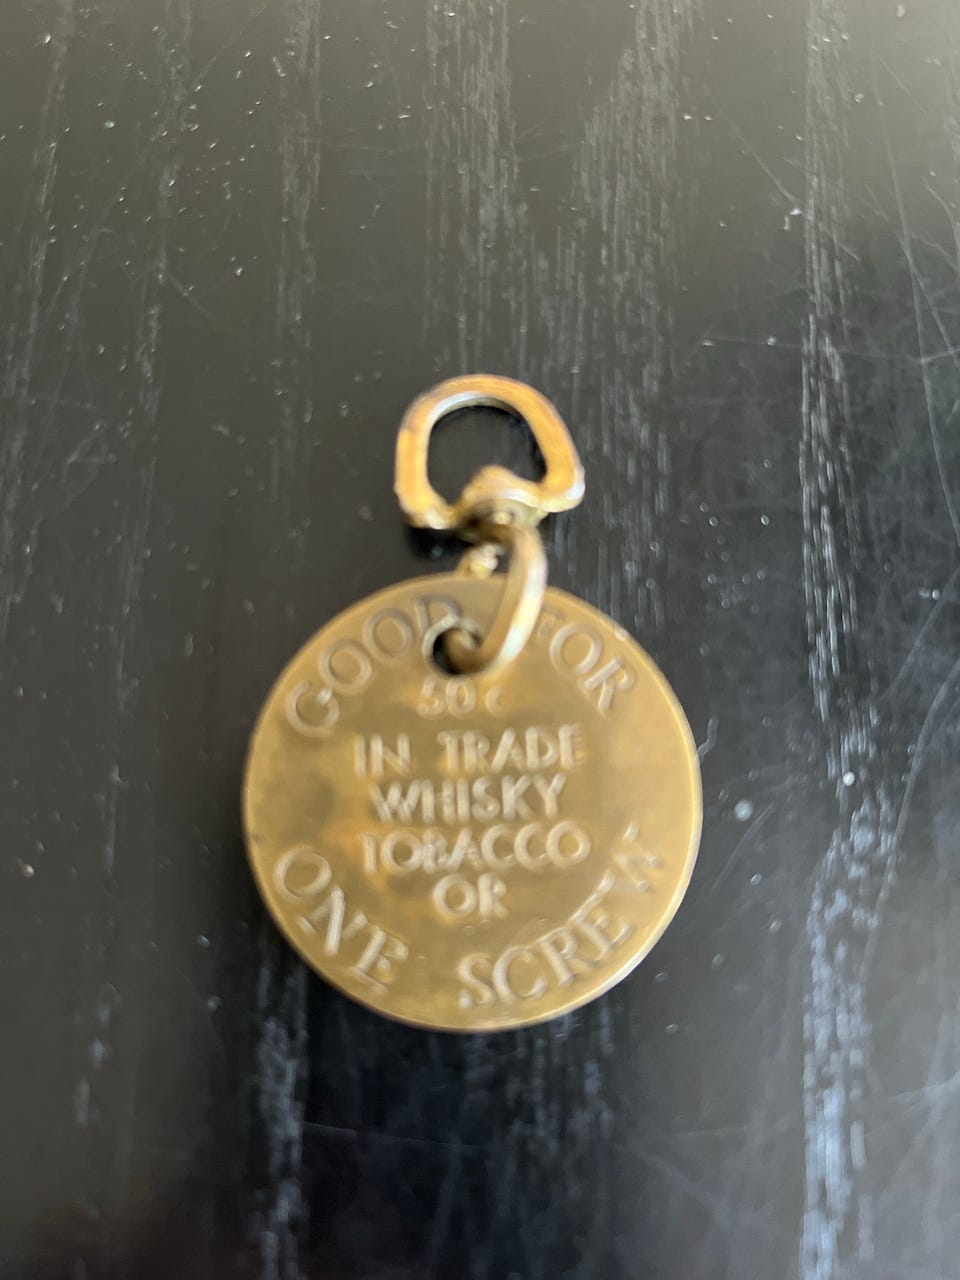 GOOD FOR
50 c
IN TRADE
WHISKY
TOBACCO
OR
ONE SCREW